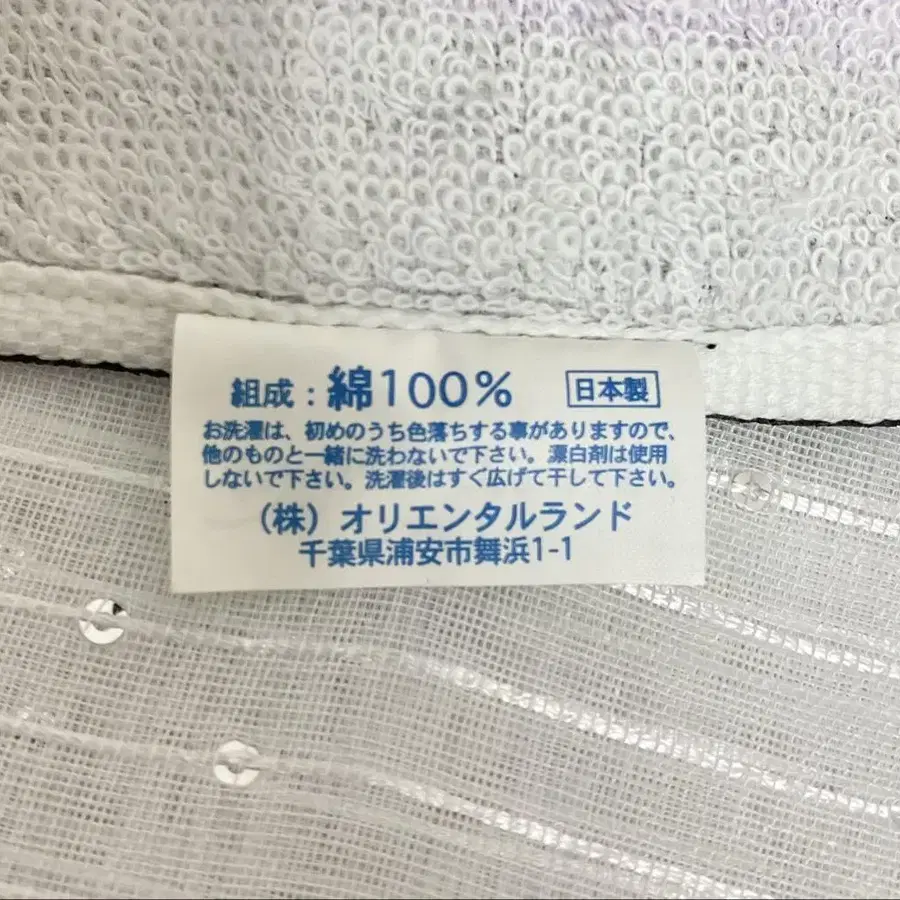 組成：綿100% 日本製
お洗濯は、初めのうち色落ちする事がありますので、
他のものと一緒に洗わないで下さい。漂白剤は使用
しないで下さい。洗濯後はすぐ広げて干して下さい。
（株）オリエンタルランド
千葉県浦安市舞浜1-1